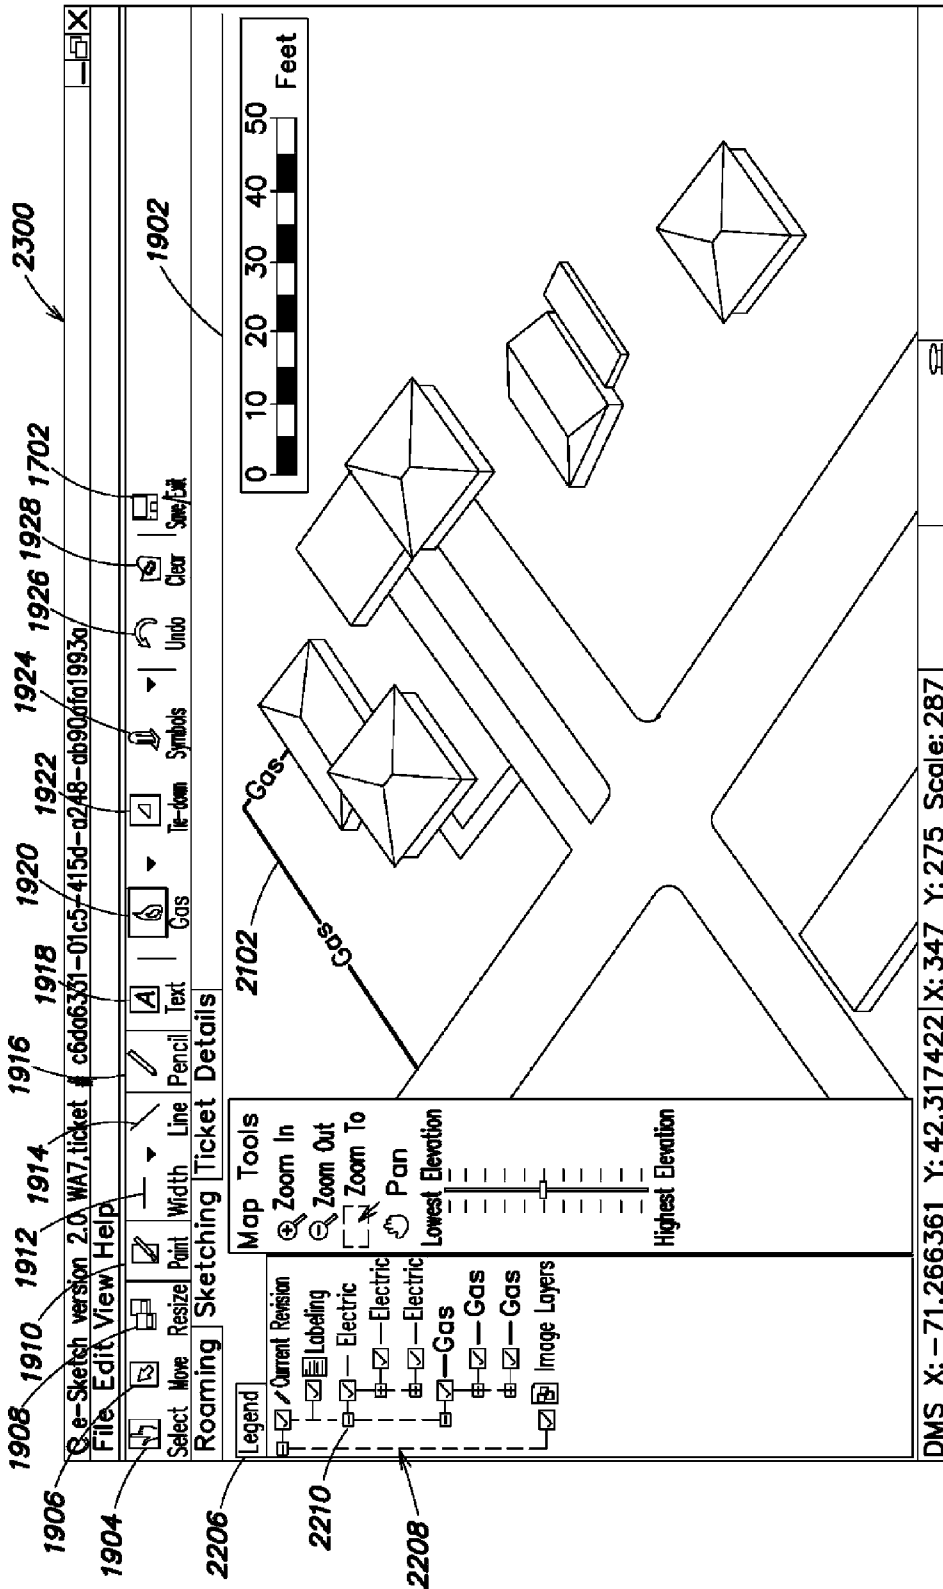 2300
e-Sketch version 2.0 WA7,ticket # c6da6331-01c5-415d-a248-ab90afa1993a
File Edit View Help
1904 1906 1908 1910 1912 1914 1916 1918 1920 1922 1924 1926 1928 1702
Select Move Resize Paint Width Line Pencil Text Gas Tie-down Symbols Undo Clear Save/Exit
Roaming Sketching Ticket Details
1902
2206
Legend
Current Revision
Labeling
Electric
Electric
Electric
Gas
Gas
Gas
Image Layers
2210
2208
Map Tools
Zoom In
Zoom Out
Zoom To
Pan
Lowest Elevation
Highest Elevation
2102
Gas
Gas
0 10 20 30 40 50
Feet
DMS X: -71.266361 Y: 42.317422 X: 347 Y: 275 Scale: 287